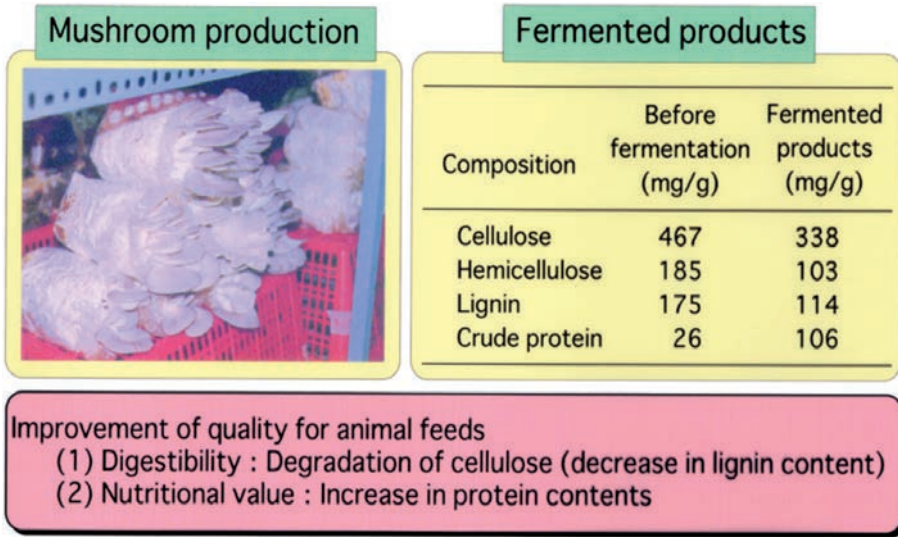 Mushroom production
Fermented products
Composition
Before fermentation (mg/g)
Fermented products (mg/g)
Cellulose 467 338
Hemicellulose 185 103
Lignin 175 114
Crude protein 26 106
Improvement of quality for animal feeds
(1) Digestibility : Degradation of cellulose (decrease in lignin content)
(2) Nutritional value : Increase in protein contents